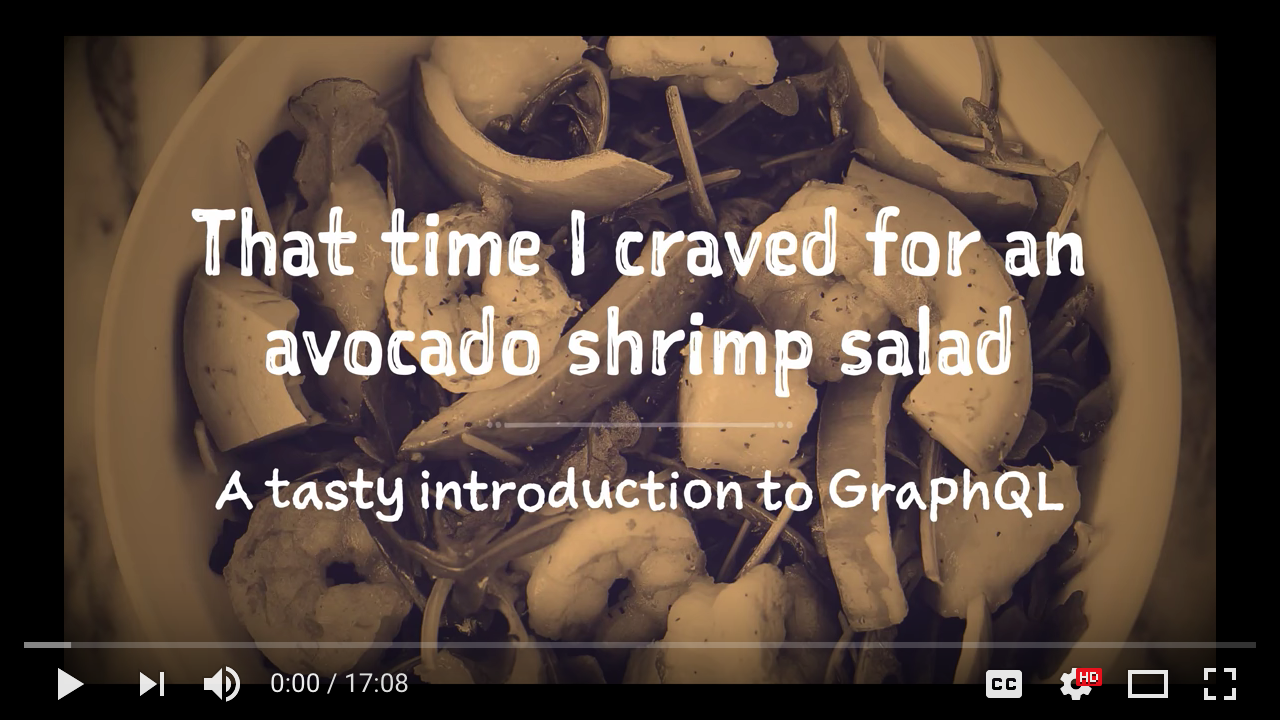 That time I craved for an
avocado shrimp salad
A tasty introduction to GraphQL
0:00 / 17:08
CC
HD